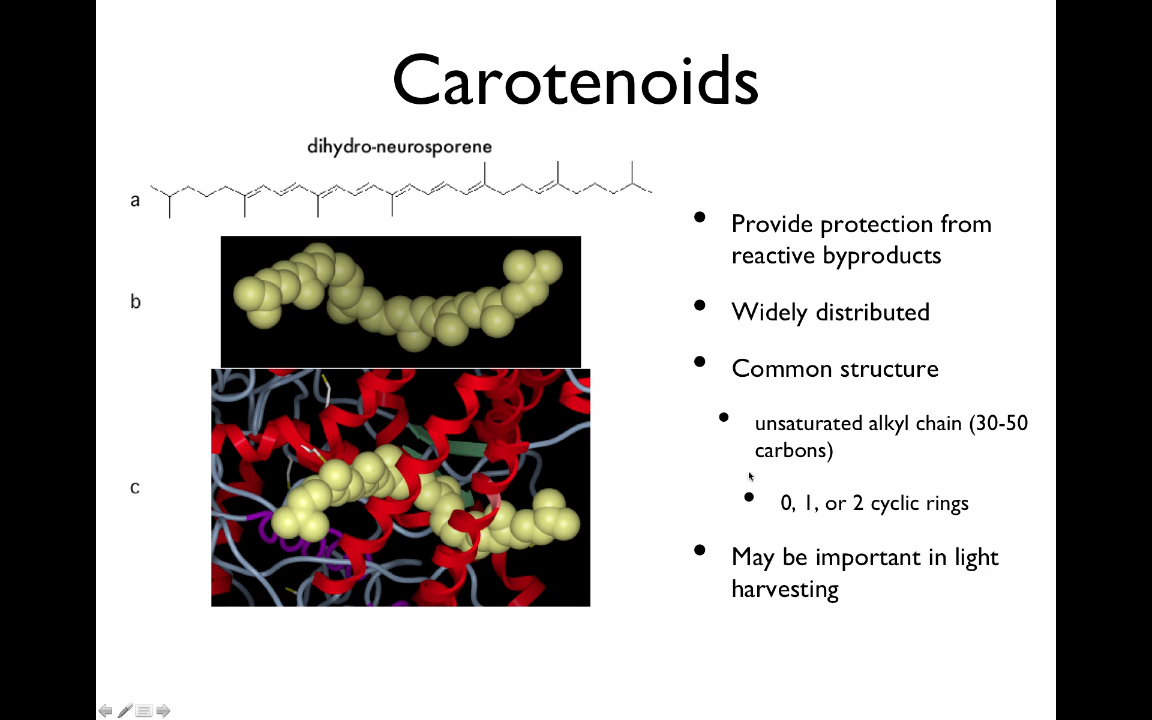 Carotenoids
dihydro-neurosporene
a
b
c
• Provide protection from
reactive byproducts
• Widely distributed
• Common structure
• unsaturated alkyl chain (30-50
carbons)
• 0, 1, or 2 cyclic rings
• May be important in light
harvesting